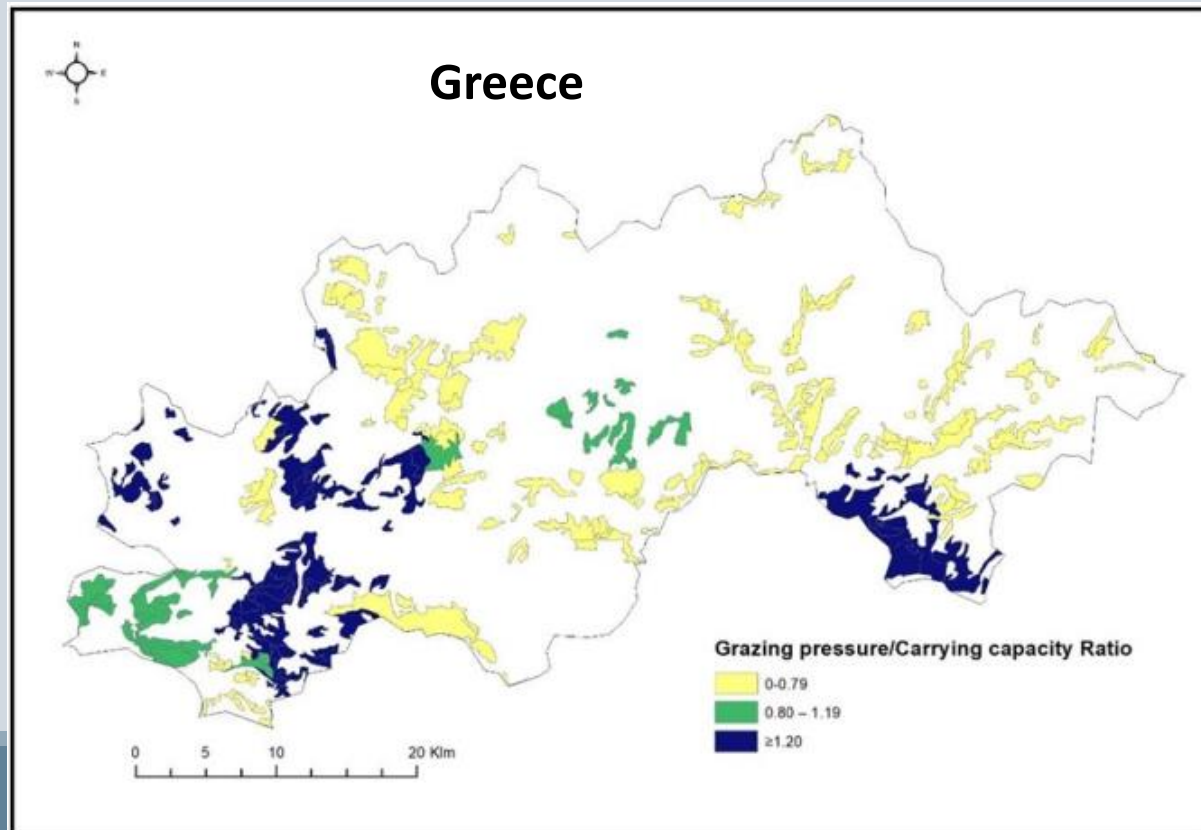 N
W E
S
Greece
Grazing pressure/Carrying capacity Ratio
0-0.79
0.80 – 1.19
≥1.20
0 5 10 20 Klm